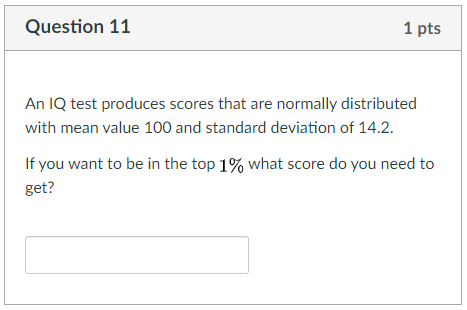 Question 11
1 pts
An IQ test produces scores that are normally distributed
with mean value 100 and standard deviation of 14.2.
If you want to be in the top 1% what score do you need to
get?